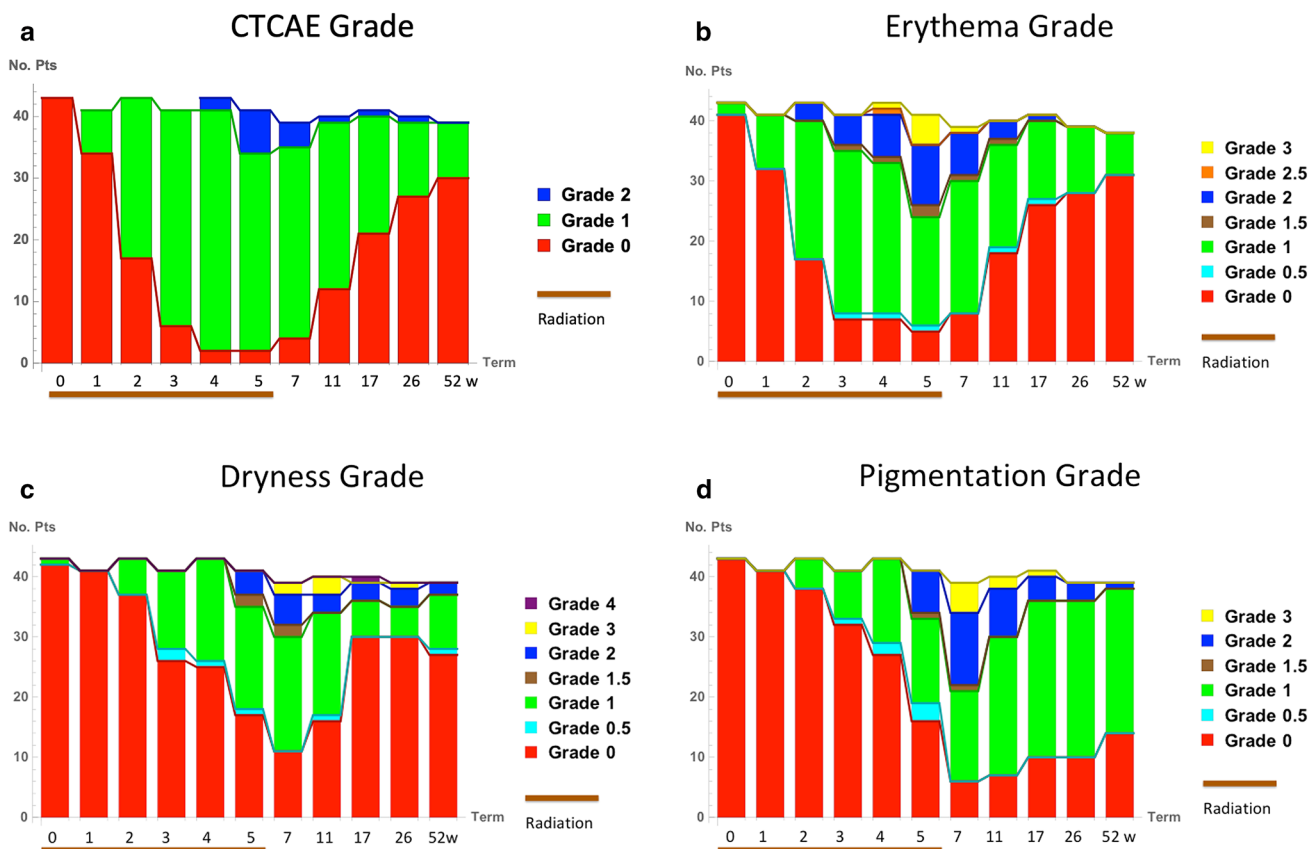 a
CTCAE Grade
No. Pts
40
30
20
10
0
Term
0 1 2 3 4 5 7 11 17 26 52 w
Grade 2
Grade 1
Grade 0
Radiation
b
Erythema Grade
No. Pts
40
30
20
10
0
Term
0 1 2 3 4 5 7 11 17 26 52 w
Grade 3
Grade 2.5
Grade 2
Grade 1.5
Grade 1
Grade 0.5
Grade 0
Radiation
c
Dryness Grade
No. Pts
40
30
20
10
0
Term
0 1 2 3 4 5 7 11 17 26 52w
Grade 4
Grade 3
Grade 2
Grade 1.5
Grade 1
Grade 0.5
Grade 0
Radiation
d
Pigmentation Grade
No. Pts
40
30
20
10
0
Term
0 1 2 3 4 5 7 11 17 26 52 w
Grade 3
Grade 2
Grade 1.5
Grade 1
Grade 0.5
Grade 0
Radiation